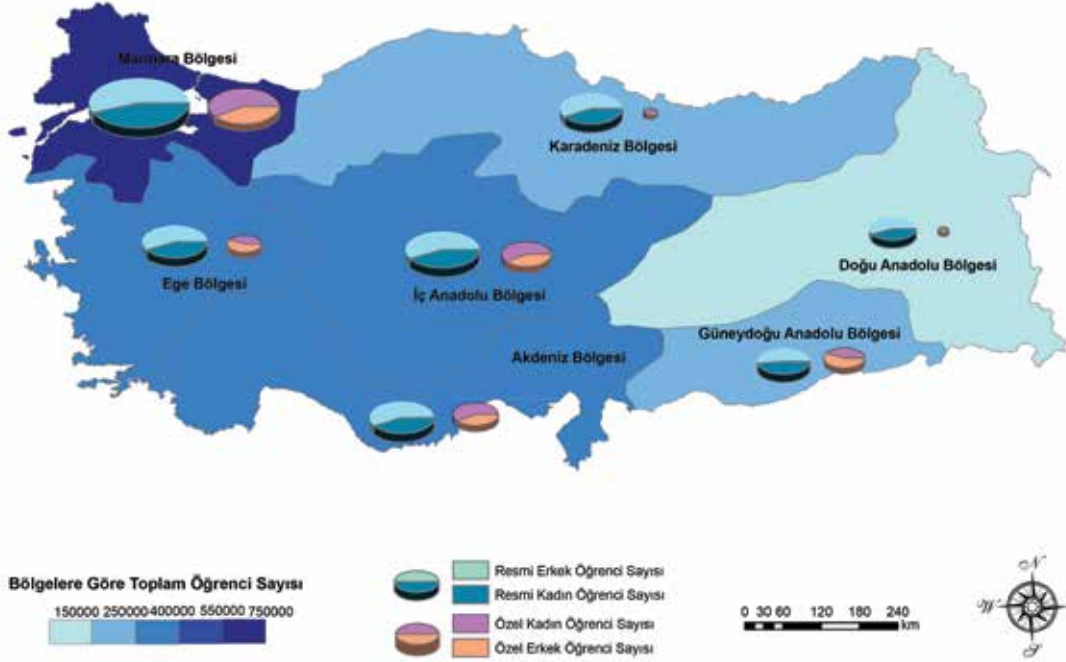 Marmara Bölgesi
Karadeniz Bölgesi
Ege Bölgesi
İç Anadolu Bölgesi
Doğu Anadolu Bölgesi
Güneydoğu Anadolu Bölgesi
Akdeniz Bölgesi
Bölgelere Göre Toplam Öğrenci Sayısı
150000 250000 400000 550000 750000
Resmi Erkek Öğrenci Sayısı
Resmi Kadın Öğrenci Sayısı
Özel Kadın Öğrenci Sayısı
Özel Erkek Öğrenci Sayısı
0 30 60 120 180 240
km
N
W
E
S